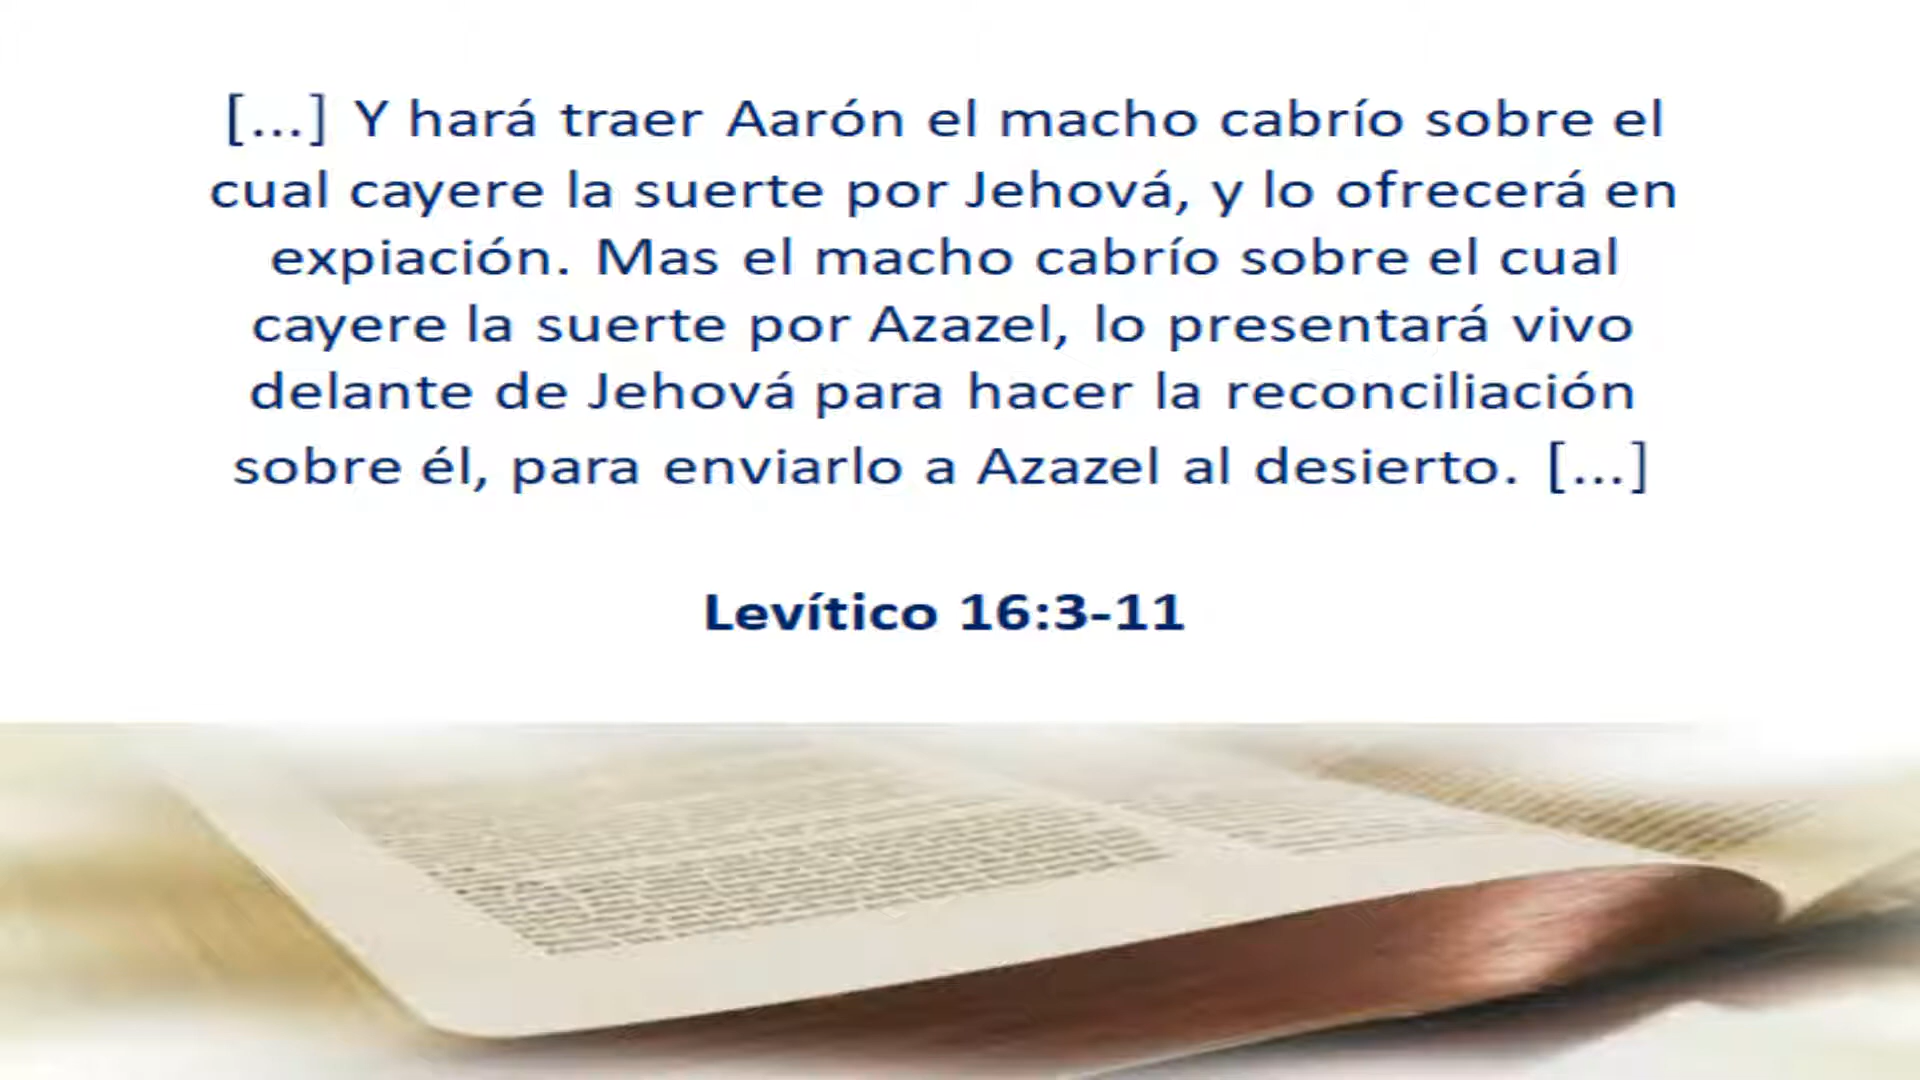 [...] Y hará traer Aarón el macho cabrío sobre el
cual cayere la suerte por Jehová, y lo ofrecerá en
expiación. Mas el macho cabrío sobre el cual
cayere la suerte por Azazel, lo presentará vivo
delante de Jehová para hacer la reconciliación
sobre él, para enviarlo a Azazel al desierto. [...]
Levítico 16:3-11